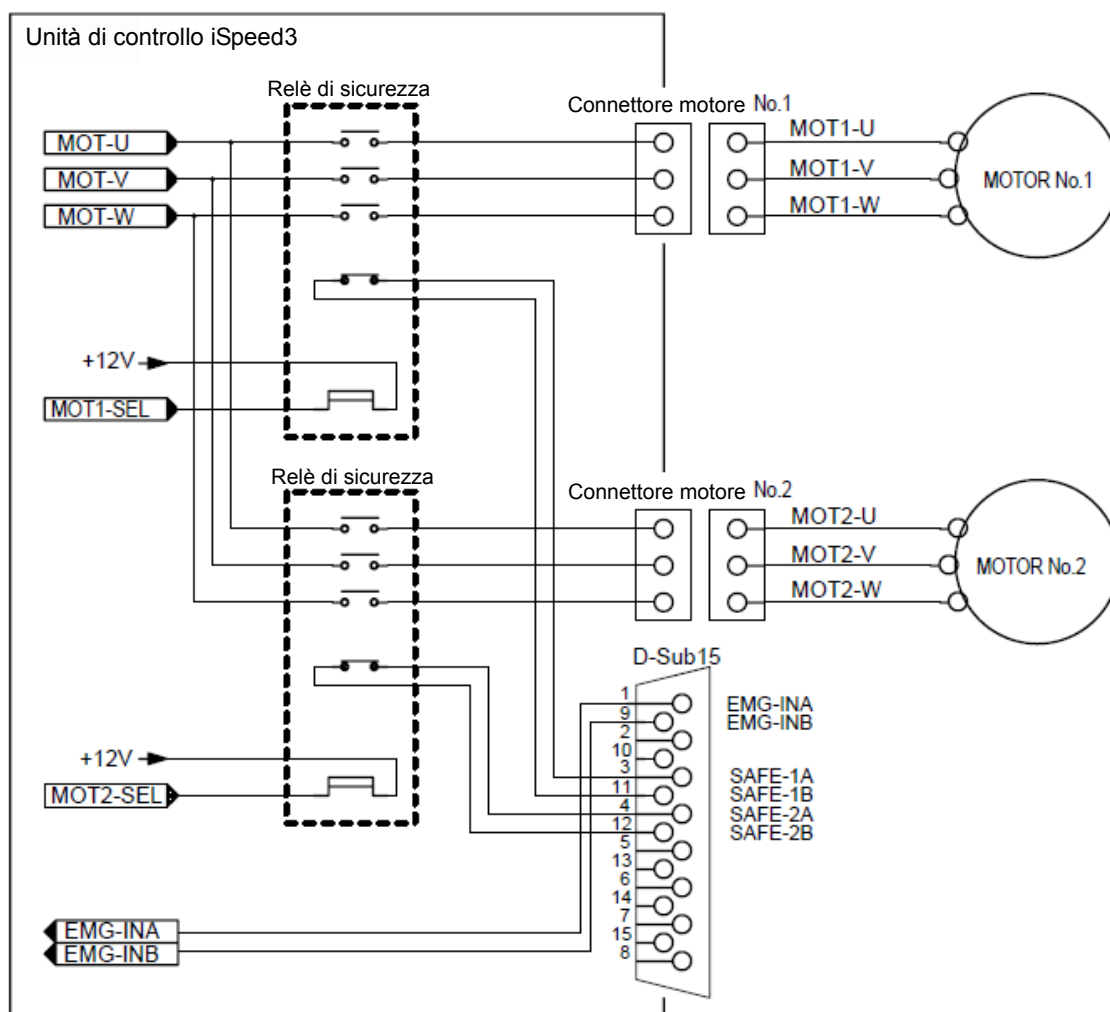 Unità di controllo iSpeed3
Relè di sicurezza
Connettore motore No.1
MOT-U
MOT-V
MOT-W
MOT1-U
MOT1-V
MOT1-W
MOTOR No.1
+12V
MOT1-SEL
Relè di sicurezza
Connettore motore No.2
MOT2-U
MOT2-V
MOT2-W
MOTOR No.2
D-Sub15
+12V
MOT2-SEL
1
9
2
10
3
11
4
12
5
13
6
14
7
15
8
EMG-INA
EMG-INB
SAFE-1A
SAFE-1B
SAFE-2A
SAFE-2B
EMG-INA
EMG-INB